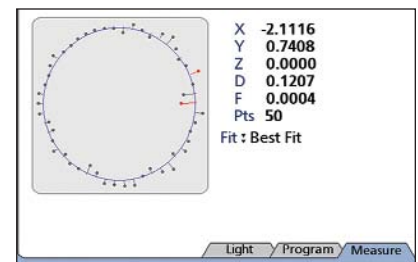 X -2.1116
Y 0.7408
Z 0.0000
D 0.1207
F 0.0004
Pts 50
Fit : Best Fit
Light Program Measure